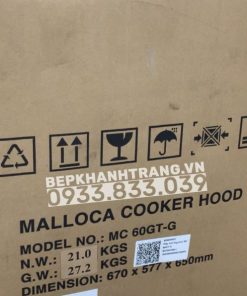 BEPKHANHTRANG.VN
0933.833.039
MALLOCA COOKER HOOD
MODEL NO.: MC 60GT-G
N.W.: 21.0 KGS
G.W.: 27.2 KGS
DIMENSION: 670 x 577 x 650mm